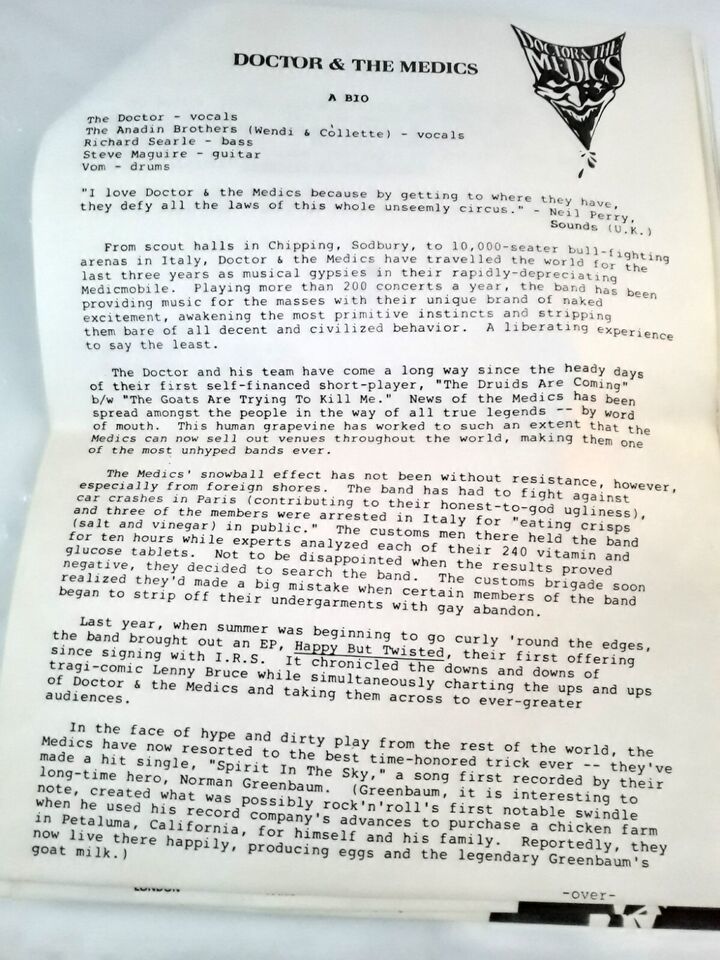 DOCTOR & THE MEDICS
DOCTOR & THE
MEDICS
A BIO
The Doctor - vocals
The Anadin Brothers (Wendi & Collette) - vocals
Richard Searle - bass
Steve Maguire - guitar
Vom - drums
"I love Doctor & the Medics because by getting to where they have,
they defy all the laws of this whole unseemly circus." - Neil Perry,
Sounds (U.K.)
From scout halls in Chipping, Sodbury, to 10,000-seater bull-fighting
arenas in Italy, Doctor & the Medics have travelled the world for the
last three years as musical gypsies in their rapidly-depreciating
Medicmobile. Playing more than 200 concerts a year, the band has been
providing music for the masses with their unique brand of naked
excitement, awakening the most primitive instincts and stripping
them bare of all decent and civilized behavior. A liberating experience
to say the least.
The Doctor and his team have come a long way since the heady days
of their first self-financed short-player, "The Druids Are Coming"
b/w "The Goats Are Trying To Kill Me." News of the Medics has been
spread amongst the people in the way of all true legends -- by word
of mouth. This human grapevine has worked to such an extent that the
Medics can now sell out venues throughout the world, making them one
of the most unhyped bands ever.
The Medics' snowball effect has not been without resistance, however,
especially from foreign shores. The band has had to fight against
car crashes in Paris (contributing to their honest-to-god ugliness),
and three of the members were arrested in Italy for "eating crisps
(salt and vinegar) in public." The customs men there held the band
for ten hours while experts analyzed each of their 240 vitamin and
glucose tablets. Not to be disappointed when the results proved
negative, they decided to search the band. The customs brigade soon
realized they'd made a big mistake when certain members of the band
began to strip off their undergarments with gay abandon.
Last year, when summer was beginning to go curly 'round the edges,
the band brought out an EP, Happy But Twisted, their first offering
since signing with I.R.S. It chronicled the downs and downs of
tragi-comic Lenny Bruce while simultaneously charting the ups and ups
of Doctor & the Medics and taking them across to ever-greater
audiences.
In the face of hype and dirty play from the rest of the world, the
Medics have now resorted to the best time-honored trick ever -- they've
made a hit single, "Spirit In The Sky," a song first recorded by their
long-time hero, Norman Greenbaum. (Greenbaum, it is interesting to
note, created what was possibly rock'n'roll's first notable swindle
when he used his record company's advances to purchase a chicken farm
in Petaluma, California, for himself and his family. Reportedly, they
now live there happily, producing eggs and the legendary Greenbaum's
goat milk.)
-over-
LONDON